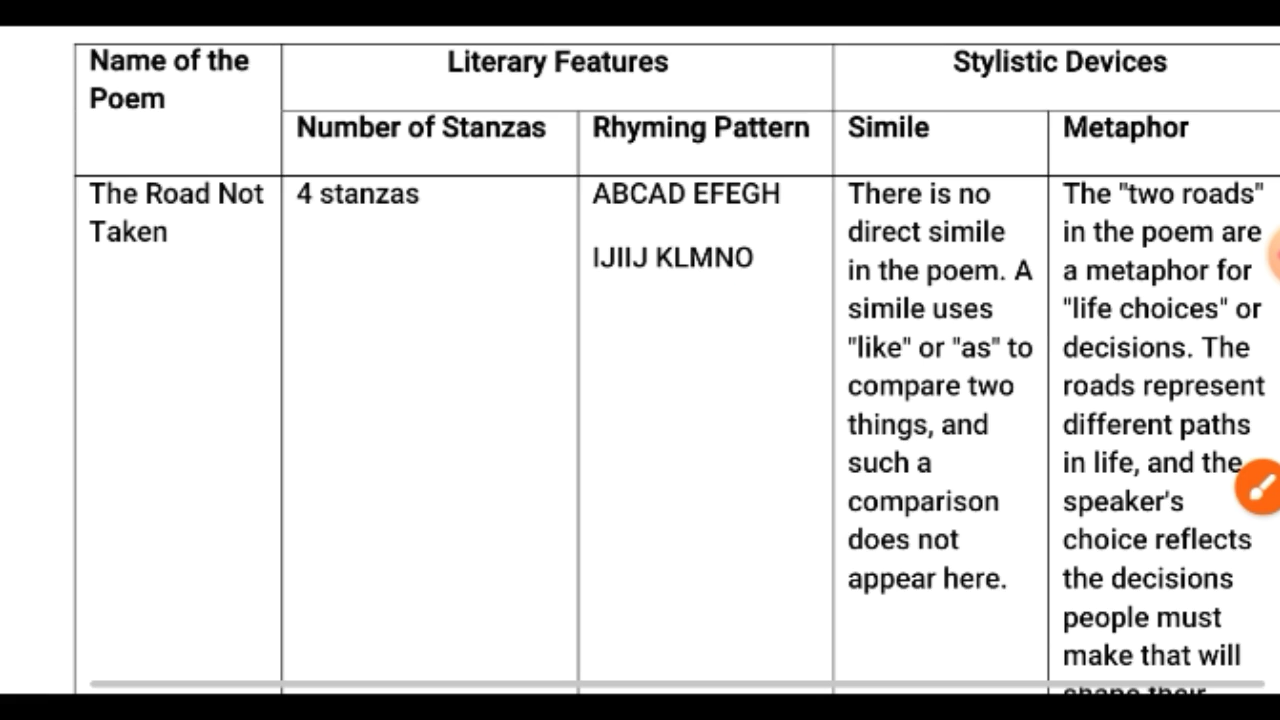 Name of the
Poem
Literary Features
Stylistic Devices
Number of Stanzas
Rhyming Pattern
Simile
Metaphor
The Road Not
Taken
4 stanzas
ABCAD EFEGH
IJIIJ KLMNO
There is no
direct simile
in the poem. A
simile uses
"like" or "as" to
compare two
things, and
such a
comparison
does not
appear here.
The "two roads"
in the poem are
a metaphor for
"life choices" or
decisions. The
roads represent
different paths
in life, and the
speaker's
choice reflects
the decisions
people must
make that will
shape their